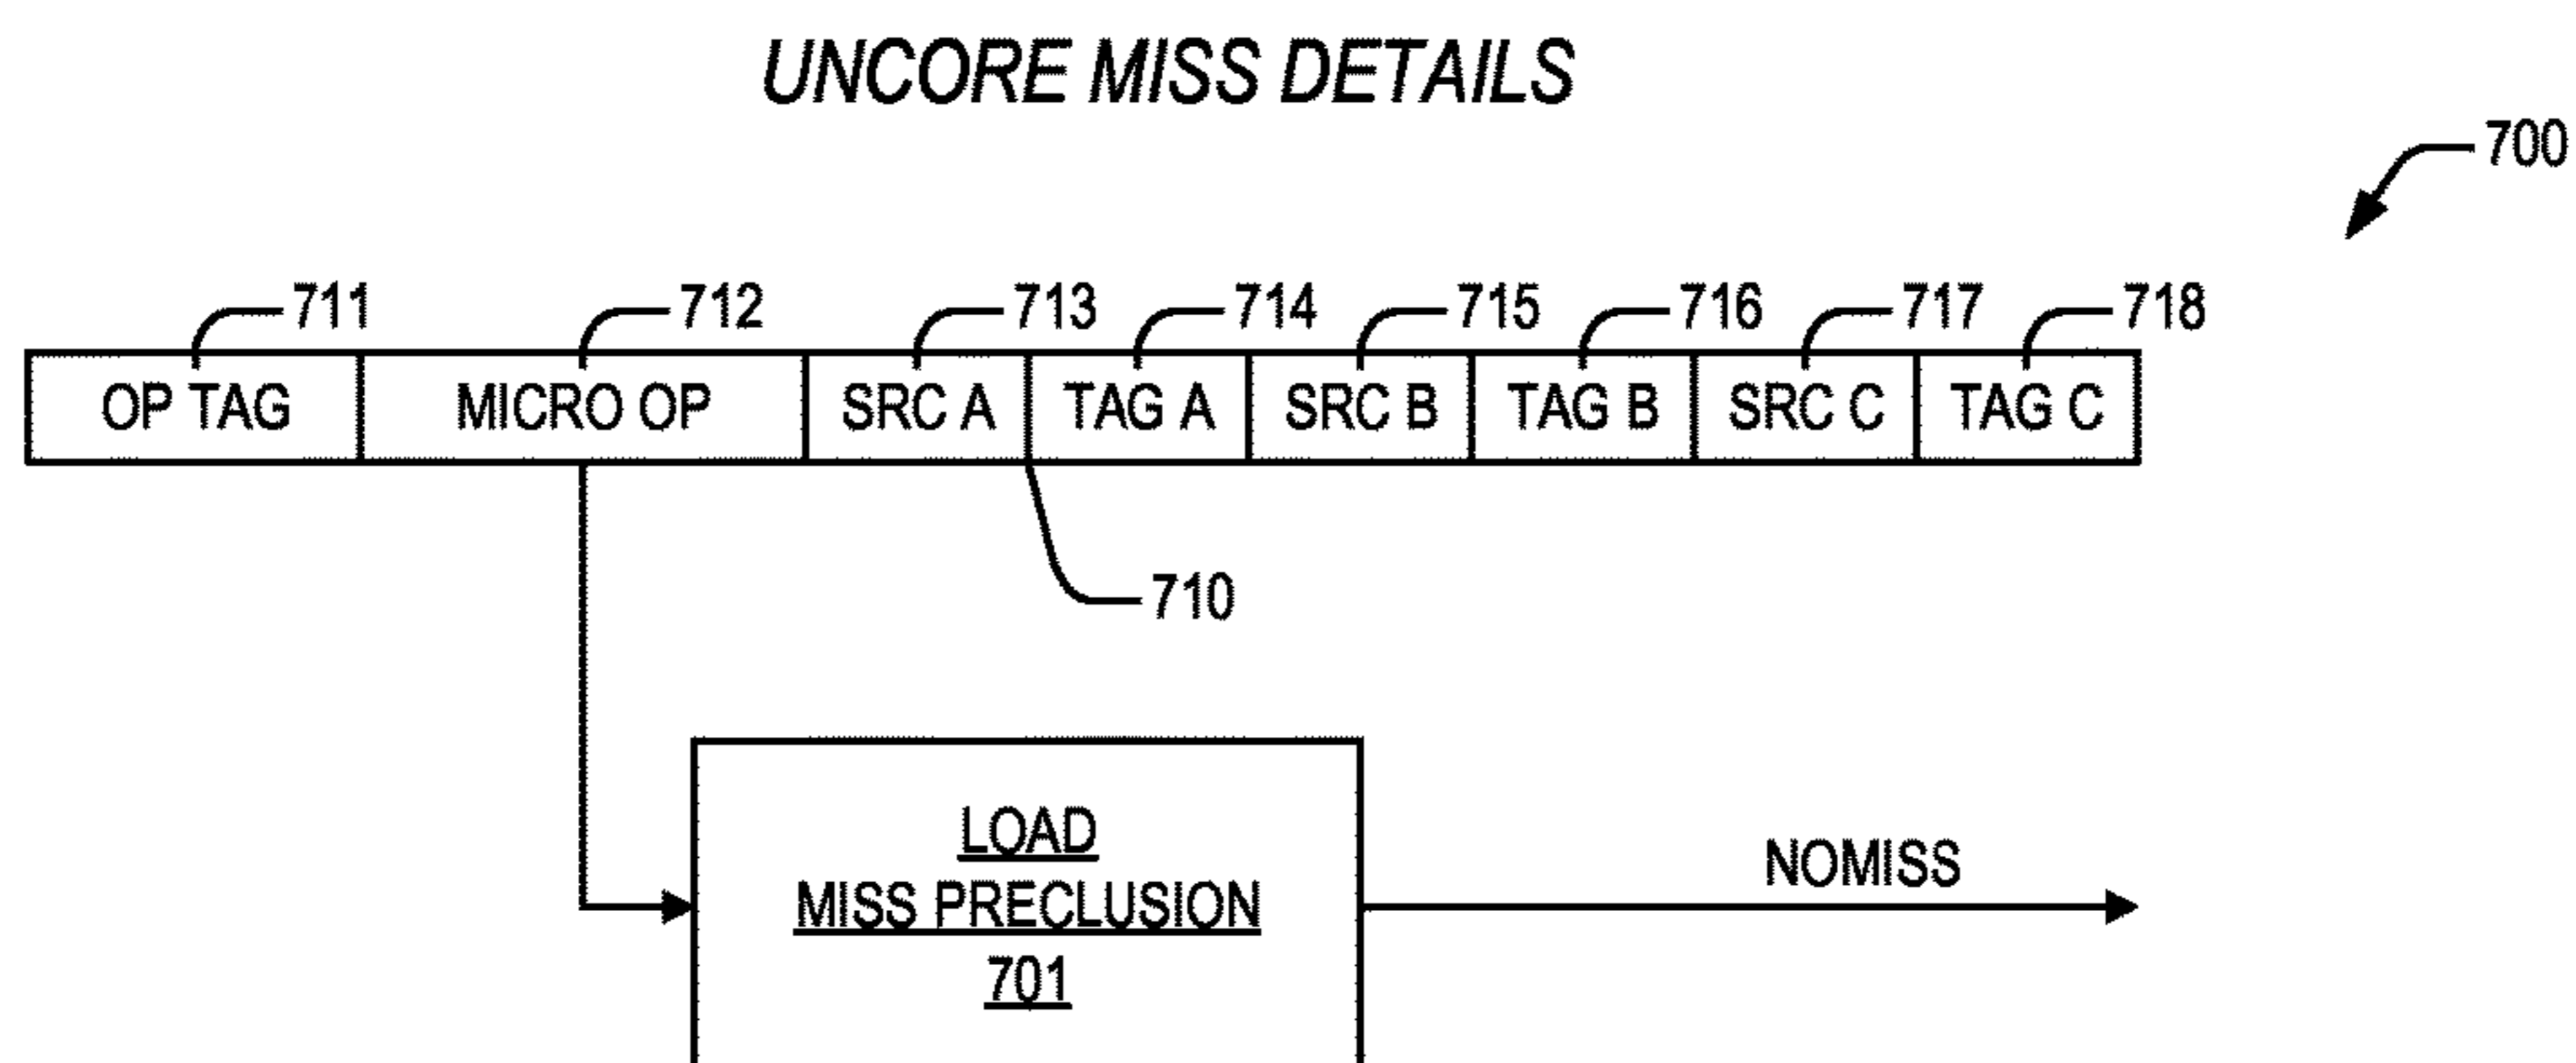 UNCORE MISS DETAILS
700
711 712 713 714 715 716 717 718
OP TAG MICRO OP SRC A TAG A SRC B TAG B SRC C TAG C
710
LOAD
MISS PRECLUSION
701
NOMISS